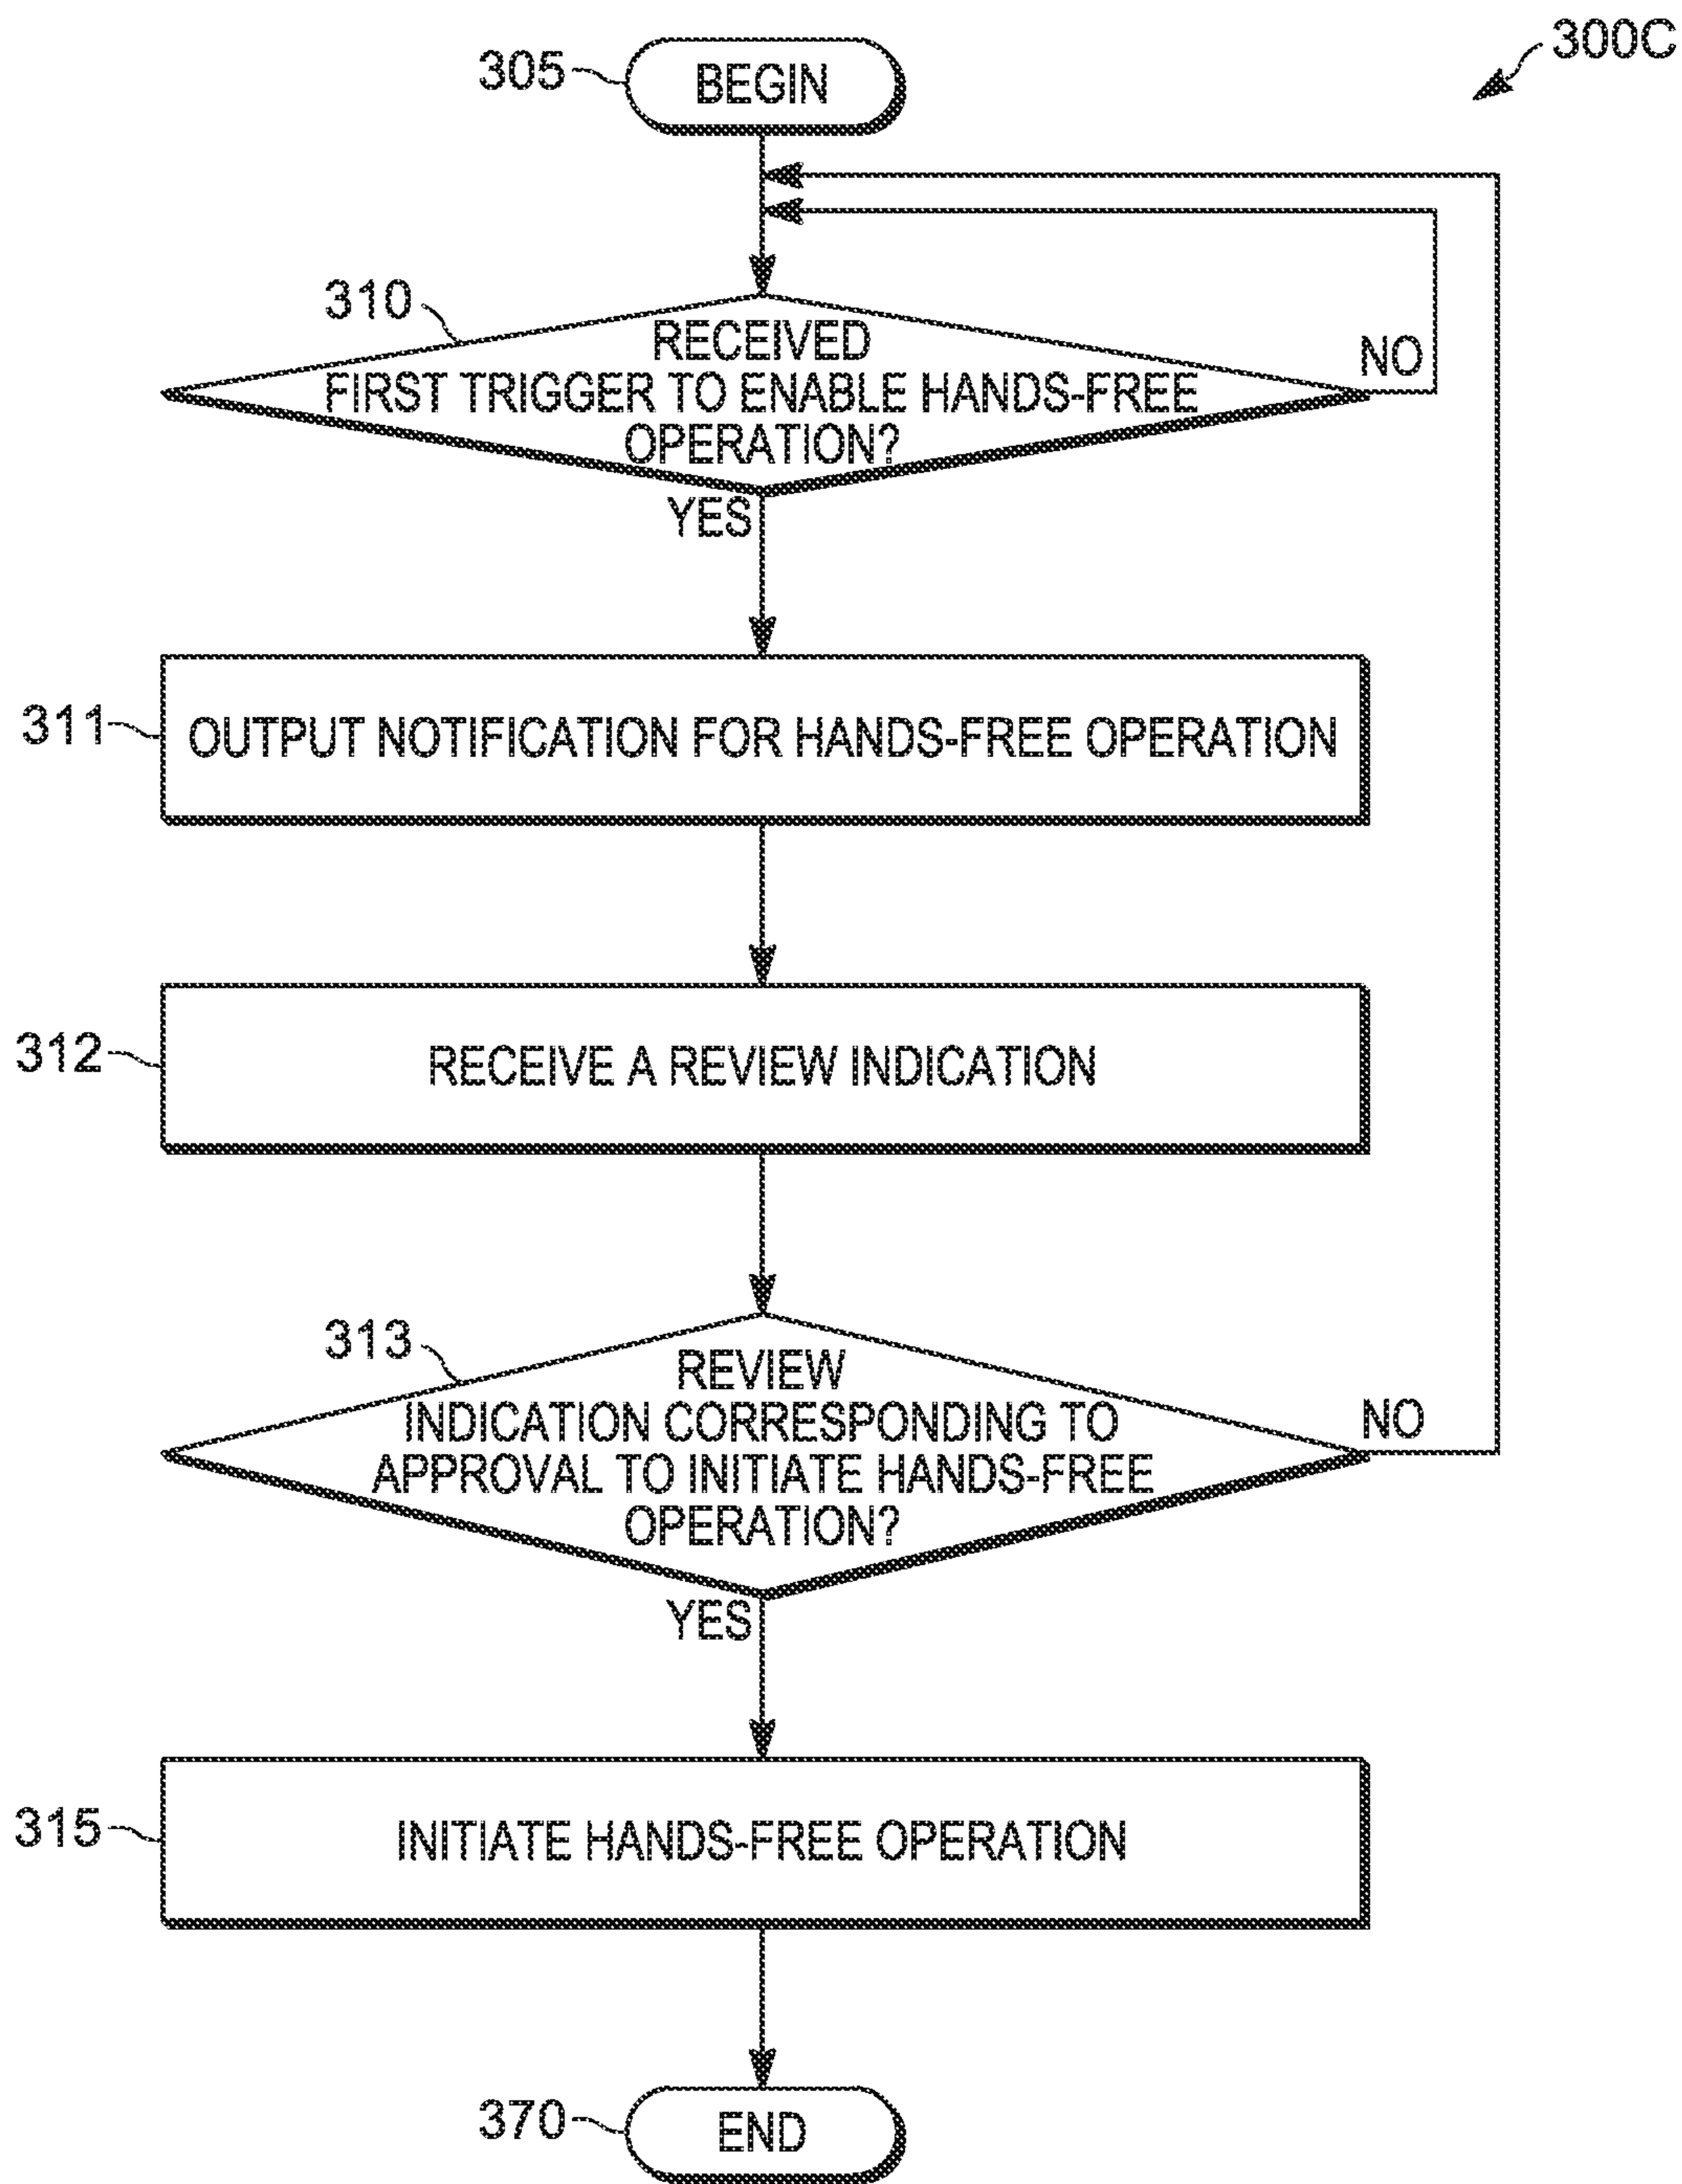 300C
305
BEGIN
310
RECEIVED
FIRST TRIGGER TO ENABLE HANDS-FREE
OPERATION?
NO
YES
311
OUTPUT NOTIFICATION FOR HANDS-FREE OPERATION
312
RECEIVE A REVIEW INDICATION
313
REVIEW
INDICATION CORRESPONDING TO
APPROVAL TO INITIATE HANDS-FREE
OPERATION?
NO
YES
315
INITIATE HANDS-FREE OPERATION
370
END